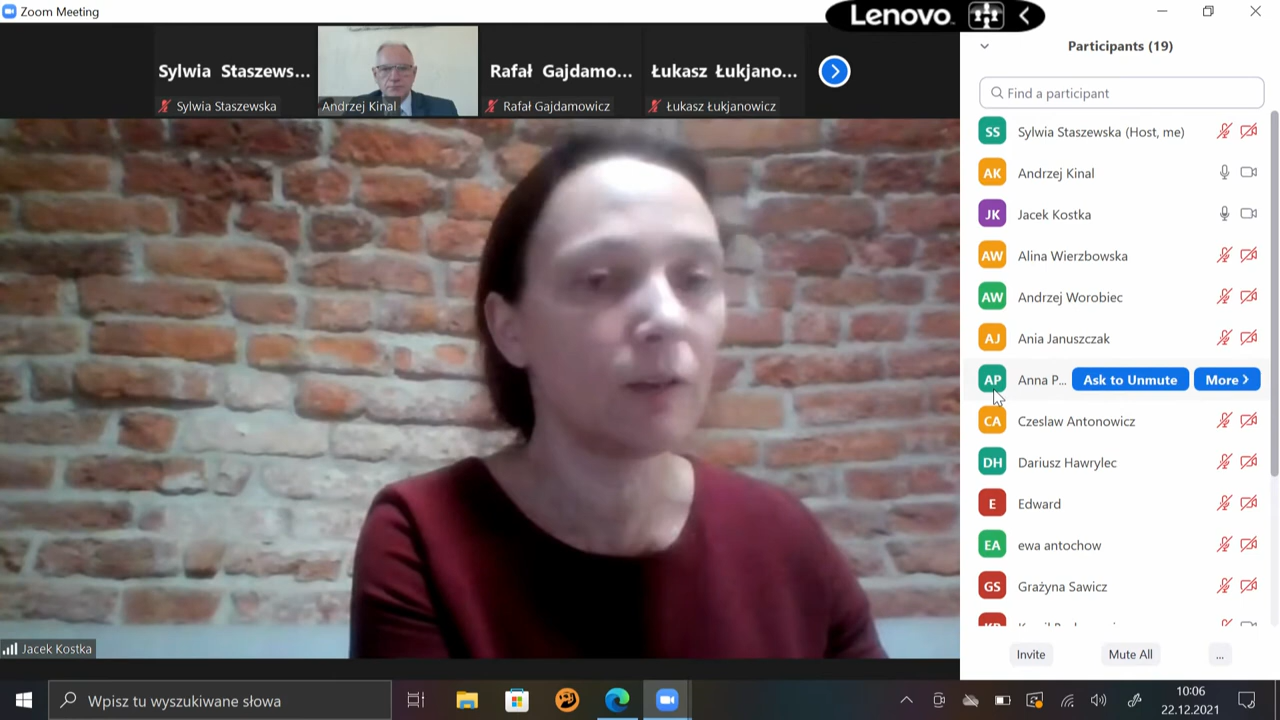 Zoom Meeting
Lenovo
Sylwia Staszews...
Rafał Gajdamo...
Łukasz Łukjano...
Sylwia Staszewska
Andrzej Kinal
Rafał Gajdamowicz
Łukasz Łukjanowicz
Participants (19)
Find a participant
SS Sylwia Staszewska (Host, me)
AK Andrzej Kinal
JK Jacek Kostka
AW Alina Wierzbowska
AW Andrzej Worobiec
AJ Ania Januszczak
AP Anna P... Ask to Unmute More
CA Czeslaw Antonowicz
DH Dariusz Hawrylec
E Edward
EA ewa antochow
GS Grażyna Sawicz
Jacek Kostka
Invite Mute All ...
Wpisz tu wyszukiwane słowa
10:06
22.12.2021